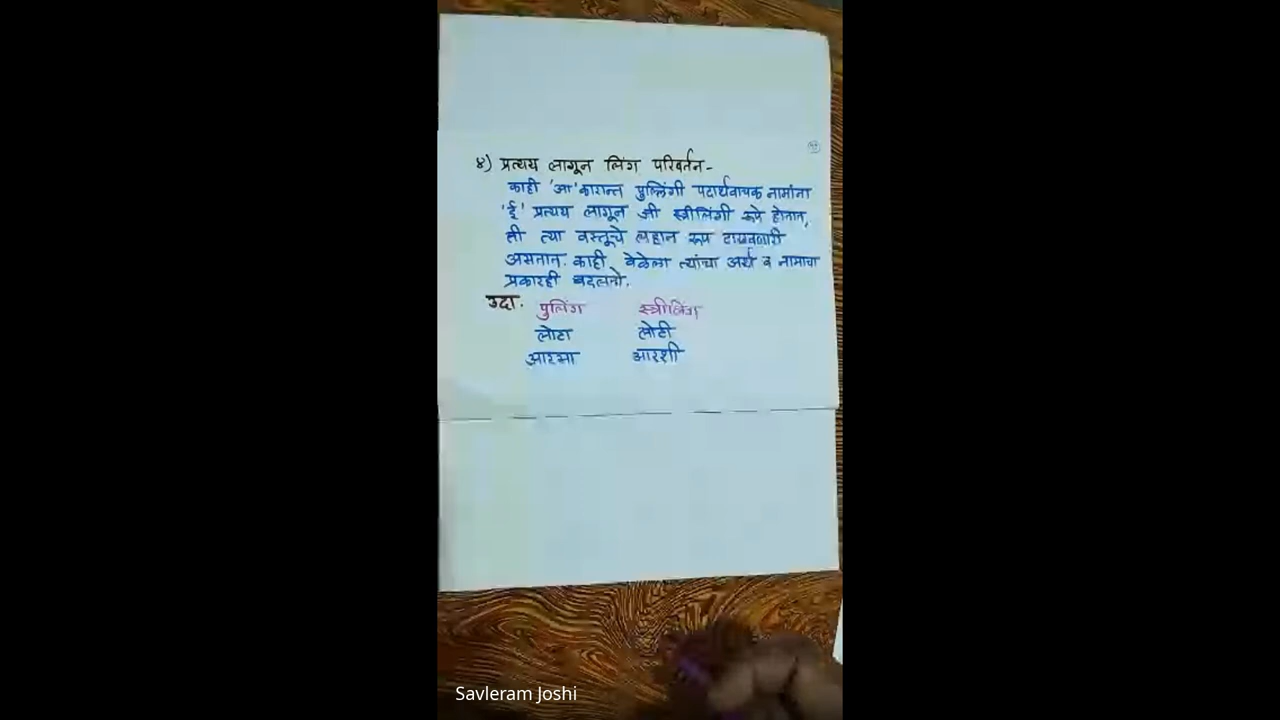 ४) प्रत्यय लागून लिंग परिवर्तन-
काही 'आ'कारान्त पुल्लिंगी पदार्थवाचक नामांना
'ई' प्रत्यय लागून जी स्त्रीलिंगी रूपे होतात,
ती त्या वस्तूचे लहान रूप दाखवणारी
असतात. काही वेळेला त्यांचा अर्थ व नामाचा
प्रकारही बदलतो.
उदा. पुलिंग स्त्रीलिंग
लोटा लोटी
आरसा आरशी
Savleram Joshi